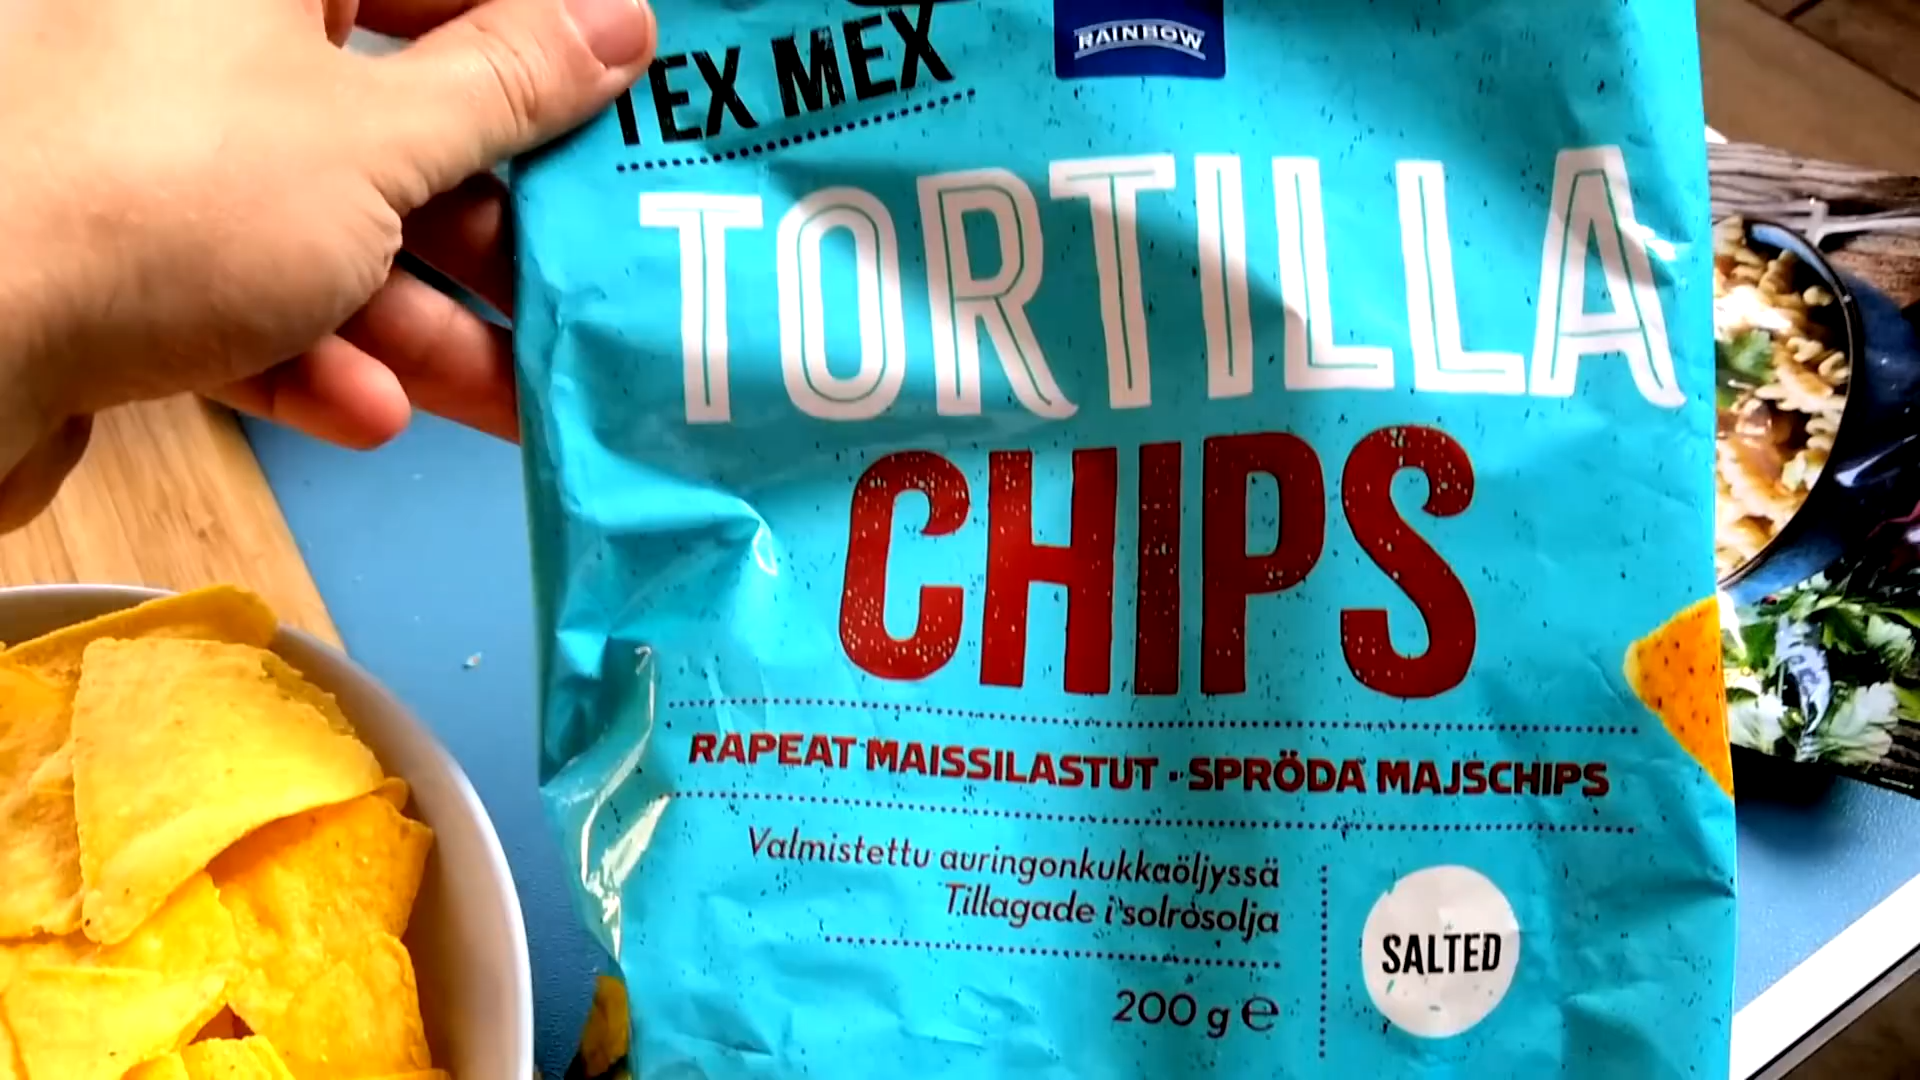 TEX MEX
RAINBOW
TORTILLA
CHIPS
RAPEAT MAISSILASTUT · SPRÖDA MAJSCHIPS
Valmistettu auringonkukkaöljyssä
Tillagade i solrosolja
200 g ℮
SALTED